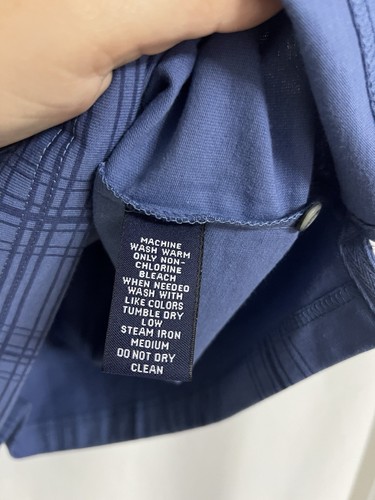 MACHINE
WASH WARM
ONLY NON-
CHLORINE
BLEACH
WHEN NEEDED
WASH WITH
LIKE COLORS
TUMBLE DRY
LOW
STEAM IRON
MEDIUM
DO NOT DRY
CLEAN